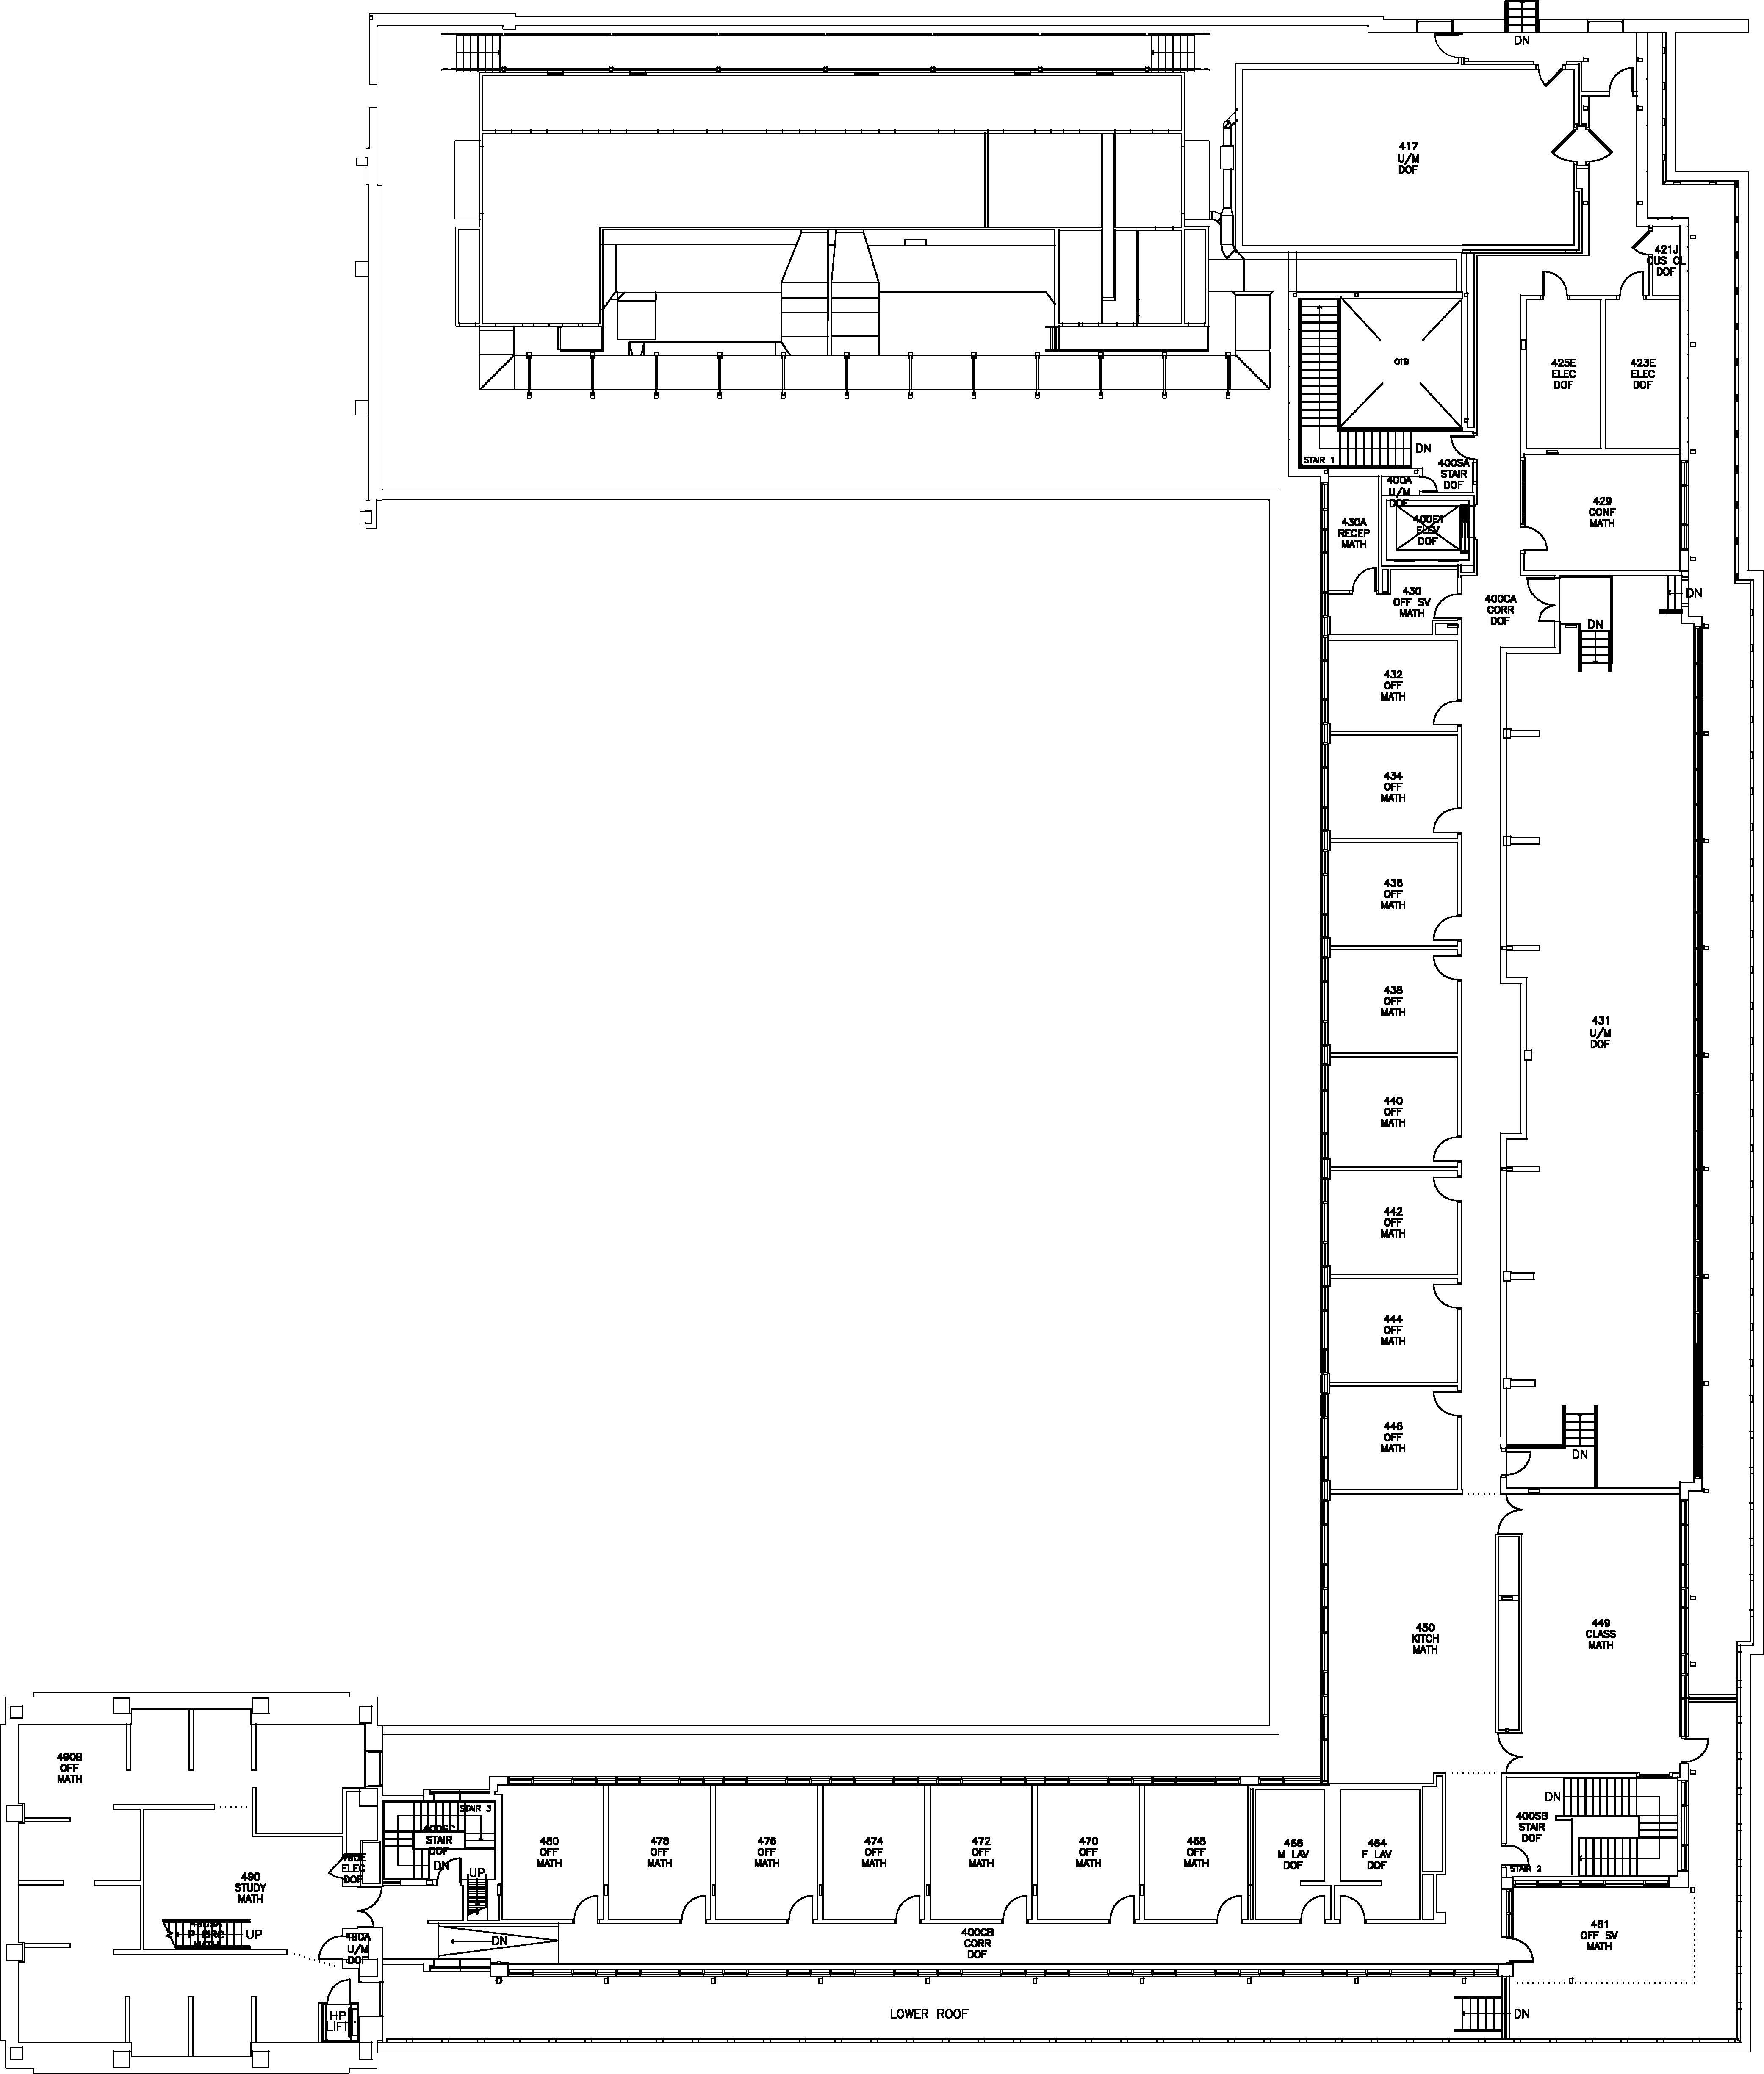 DN
417
U/M
DOF
421J
CUS CL
DOF
OTB
425E
ELEC
DOF
423E
ELEC
DOF
DN
STAIR 1
400SA
STAIR
DOF
400A
U/M
DOF
429
CONF
MATH
430A
RECEP
MATH
400E1
ELEV
DOF
430
OFF SV
MATH
400CA
CORR
DOF
DN
DN
432
OFF
MATH
434
OFF
MATH
436
OFF
MATH
438
OFF
MATH
431
U/M
DOF
440
OFF
MATH
442
OFF
MATH
444
OFF
MATH
446
OFF
MATH
DN
450
KITCH
MATH
449
CLASS
MATH
490B
OFF
MATH
DN
400SB
STAIR
DOF
STAIR 2
STAIR 3
400SC
STAIR
DOF
DN
UP
480
OFF
MATH
478
OFF
MATH
476
OFF
MATH
474
OFF
MATH
472
OFF
MATH
470
OFF
MATH
468
OFF
MATH
466
M LAV
DOF
464
F LAV
DOF
490E
ELEC
DOF
490
STUDY
MATH
P CIRC
MATH
UP
490A
U/M
DOF
DN
400CB
CORR
DOF
461
OFF SV
MATH
HP
LIFT
LOWER ROOF
DN